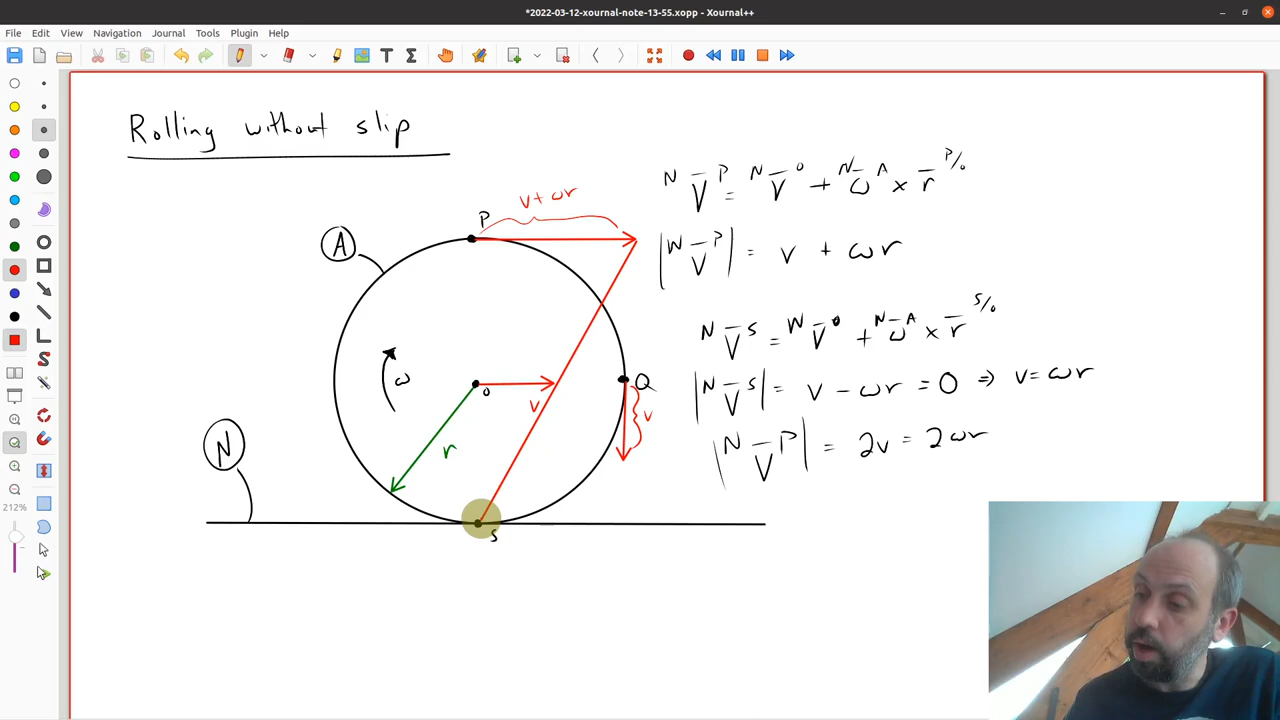 *2022-03-12-xournal-note-13-55.xopp - Xournal++
File Edit View Navigation Journal Tools Plugin Help
Rolling without slip
ᴺV̅ᴾ = ᴺV̅ᴼ + ᴺω̅ᴬ × r̅ᴾ/ᴼ
v + ωr
P
A
|ᴺV̅ᴾ| = v + ωr
ᴺV̅ˢ = ᴺV̅ᴼ + ᴺω̅ᴬ × r̅ˢ/ᴼ
ω
O
Q
|ᴺV̅ˢ| = v - ωr = 0 ⇒ v = ωr
v
v
N
r
|ᴺV̅ᴾ| = 2v = 2ωr
S
212%